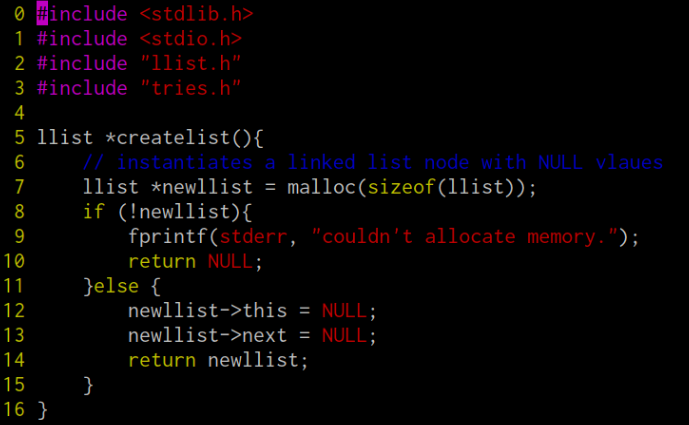 0 #include <stdlib.h>
1 #include <stdio.h>
2 #include "llist.h"
3 #include "tries.h"
4
5 llist *createlist(){
6     // instantiates a linked list node with NULL vlaues
7     llist *newllist = malloc(sizeof(llist));
8     if (!newllist){
9         fprintf(stderr, "couldn't allocate memory.");
10         return NULL;
11     }else {
12         newllist->this = NULL;
13         newllist->next = NULL;
14         return newllist;
15     }
16 }